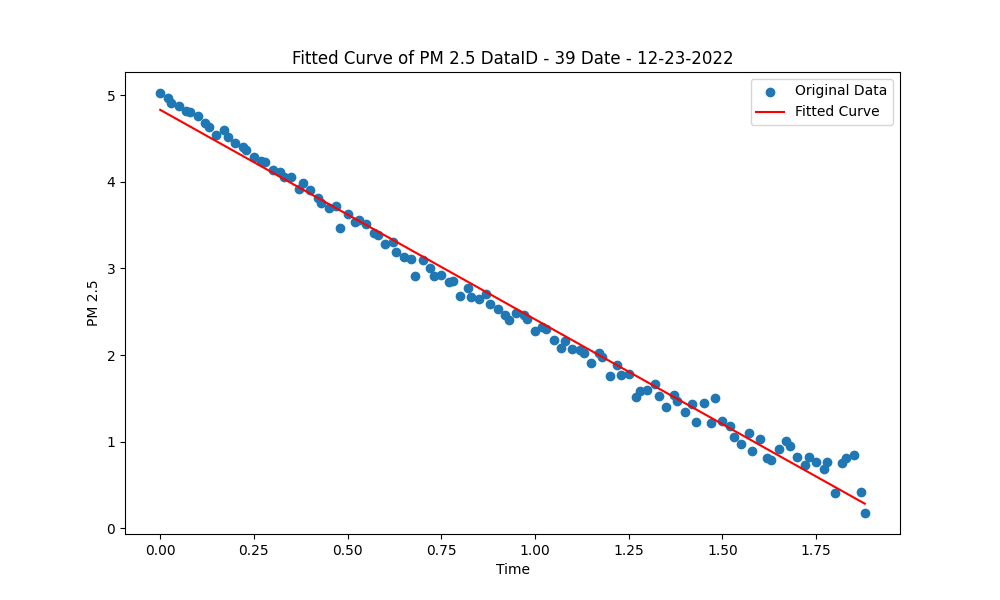 Fitted Curve of PM 2.5 DataID - 39 Date - 12-23-2022
Original Data
Fitted Curve
PM 2.5
5
4
3
2
1
0
0.00 0.25 0.50 0.75 1.00 1.25 1.50 1.75
Time